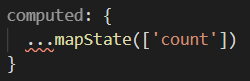 computed: {
  ...mapState(['count'])
}